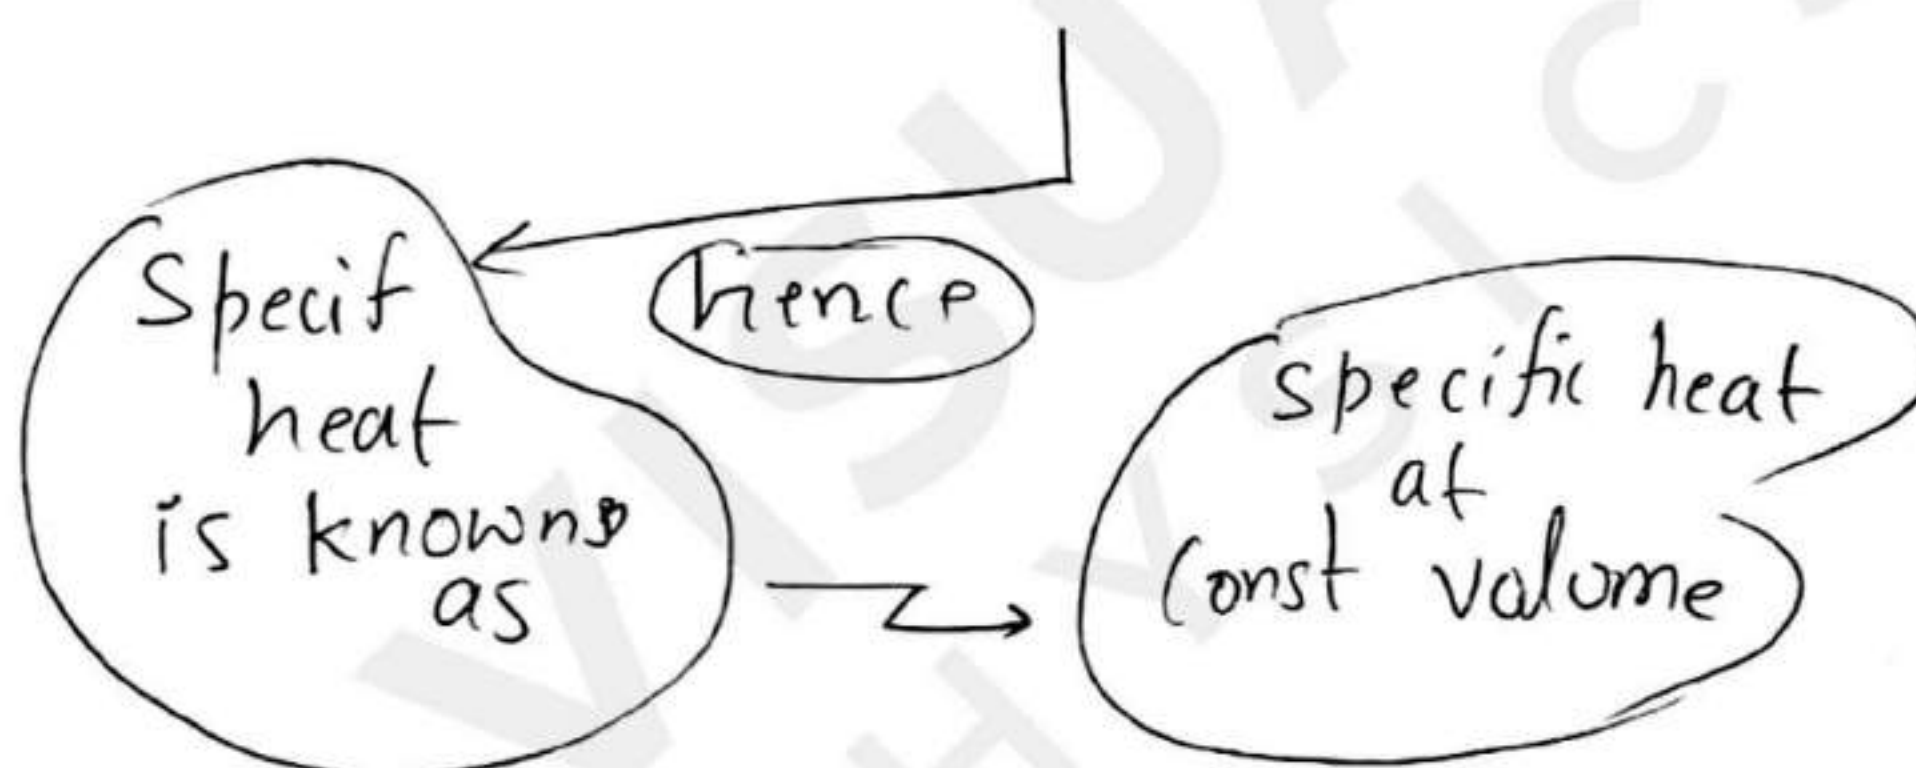 hence
Specif
heat
is knowns
as
specific heat
at
Const volume